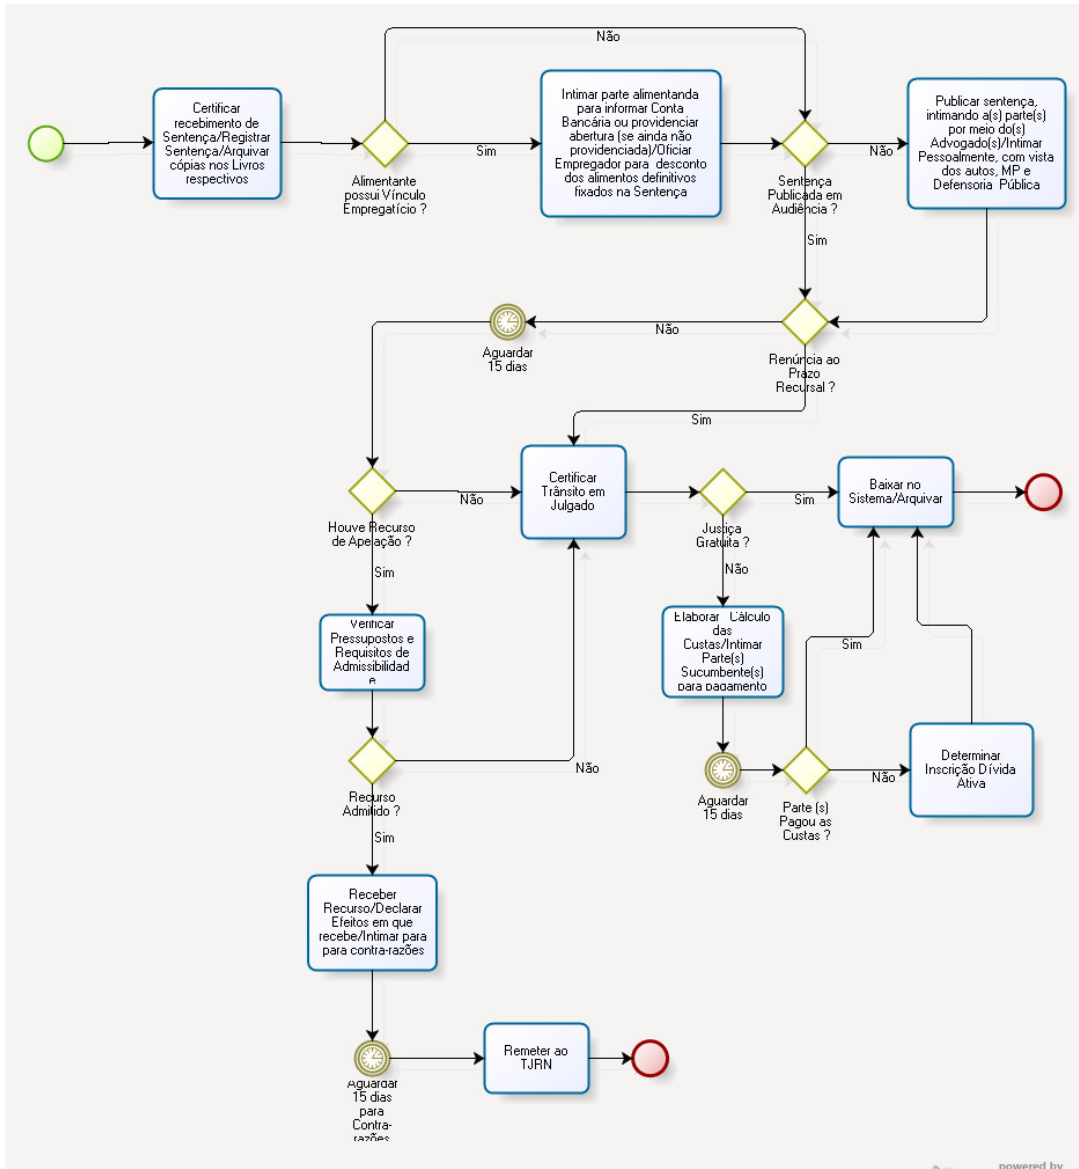 Não
Certificar
recebimento de
Sentença/Registrar
Sentença/Arquivar
cópias nos Livros
respectivos
Alimentante
possui Vínculo
Empregatício ?
Sim
Intimar parte alimentanda
para informar Conta
Bancária ou providenciar
abertura (se ainda não
providenciada)/Oficiar
Empregador para desconto
dos alimentos definitivos
fixados na Sentença
Sentença
Publicada em
Audiência ?
Não
Publicar sentença,
intimando a(s) parte(s)
por meio do(s)
Advogado(s)/Intimar
Pessoalmente, com vista
dos autos, MP e
Defensoria Pública
Sim
Aguardar
15 dias
Não
Renúncia ao
Prazo
Recursal ?
Sim
Houve Recurso
de Apelação ?
Não
Certificar
Trânsito em
Julgado
Justiça
Gratuita ?
Sim
Baixar no
Sistema/Arquivar
Sim
Não
Verificar
Pressupostos e
Requisitos de
Admissibilidad
e
Elaborar Cálculo
das
Custas/Intimar
Parte(s)
Sucumbente(s)
para pagamento
Sim
Recurso
Admitido ?
Não
Aguardar
15 dias
Parte (s)
Pagou as
Custas ?
Não
Determinar
Inscrição Dívida
Ativa
Sim
Receber
Recurso/Declarar
Efeitos em que
recebe/Intimar para
para contra-razões
Aguardar
15 dias
para
Contra-
razões
Remeter ao
TJRN
powered by